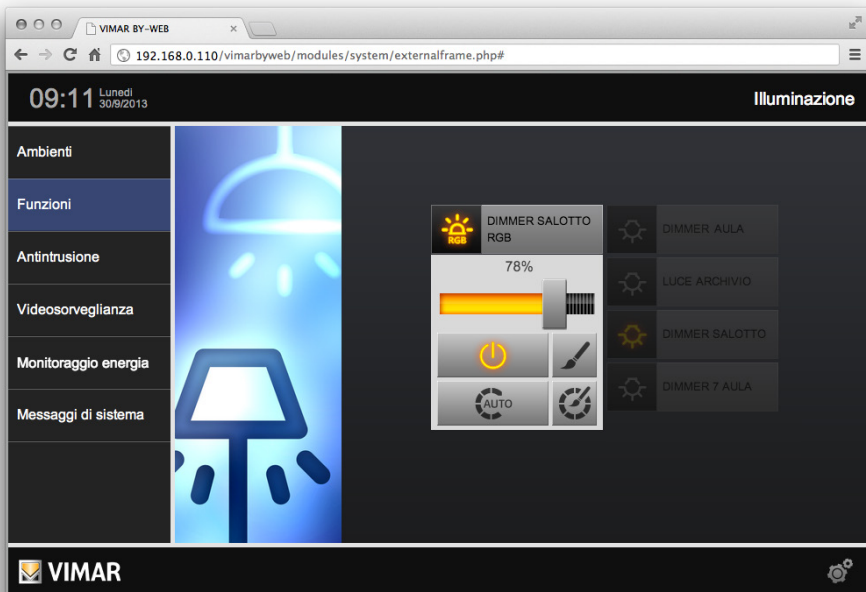 VIMAR BY-WEB
192.168.0.110/vimarbyweb/modules/system/externalframe.php#
09:11
Lunedì
30/9/2013
Illuminazione
Ambienti
Funzioni
Antintrusione
Videosorveglianza
Monitoraggio energia
Messaggi di sistema
RGB
DIMMER SALOTTO
RGB
78%
AUTO
DIMMER AULA
LUCE ARCHIVIO
DIMMER SALOTTO
DIMMER 7 AULA
VIMAR